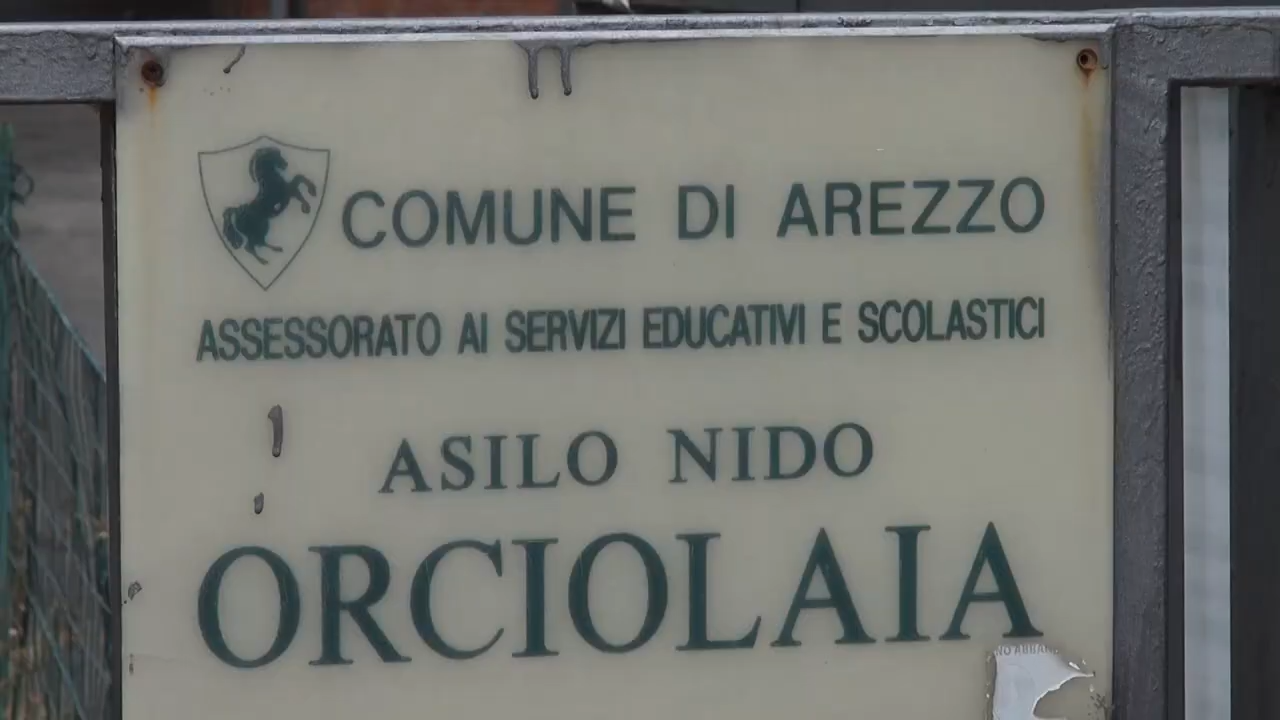 COMUNE DI AREZZO
ASSESSORATO AI SERVIZI EDUCATIVI E SCOLASTICI
ASILO NIDO
ORCIOLAIA